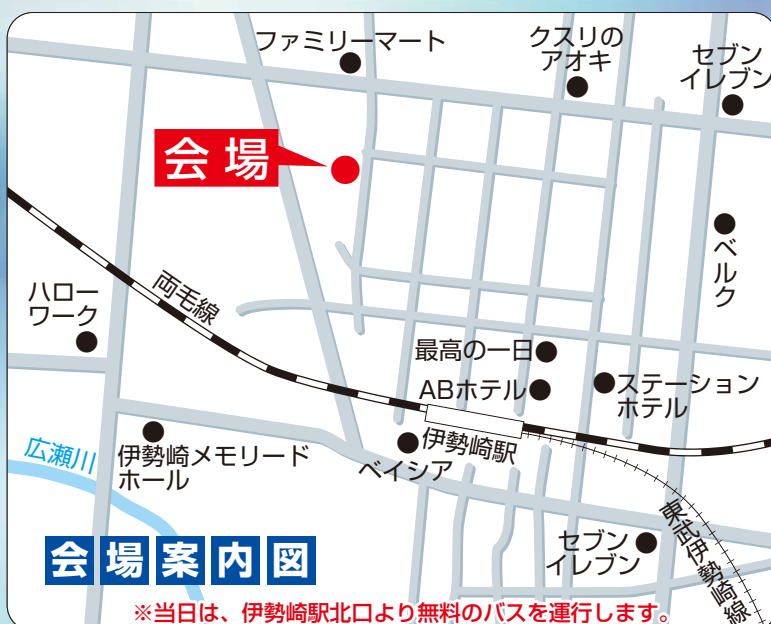 ファミリーマート
クスリの
アオキ
セブン
イレブン
会場
ベルク
両毛線
ハロー
ワーク
最高の一日
ABホテル
ステーション
ホテル
伊勢崎駅
ベイシア
伊勢崎メモリード
ホール
広瀬川
セブン
イレブン
東武伊勢崎線
会場案内図
※当日は、伊勢崎駅北口より無料のバスを運行します。